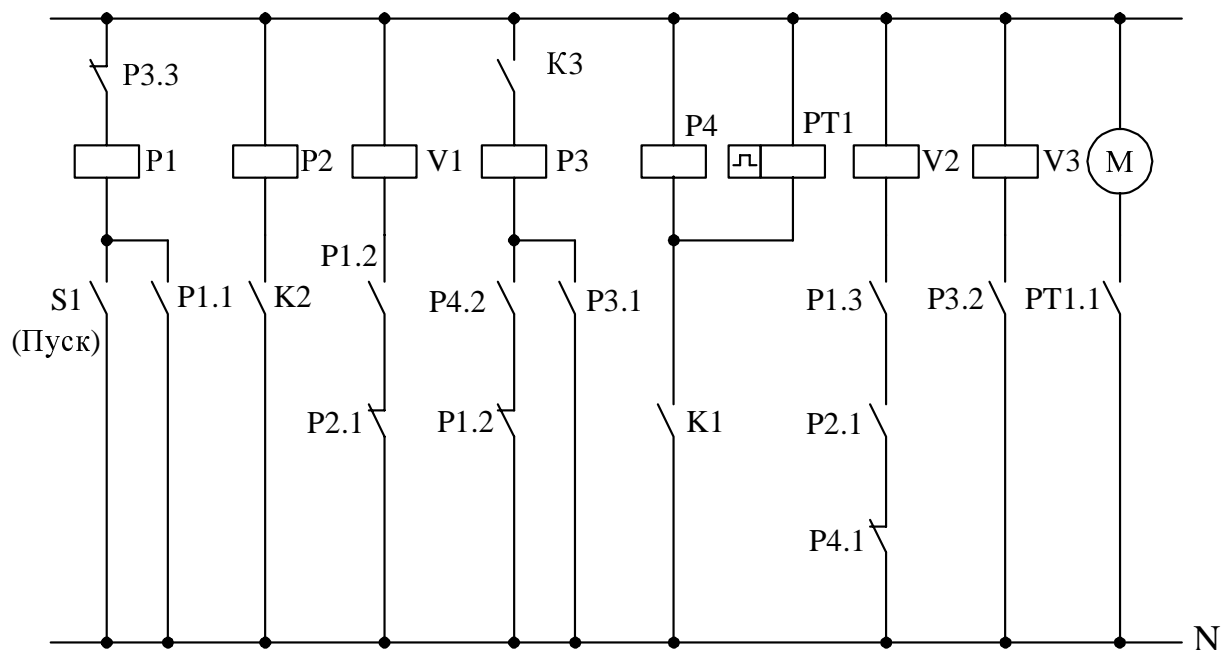 P3.3
К3
P1
P2
V1
P3
P4
PT1
V2
V3
M
S1
(Пуск)
P1.1
K2
P1.2
P4.2
P3.1
P1.3
P3.2
PT1.1
P2.1
P1.2
K1
P2.1
P4.1
N